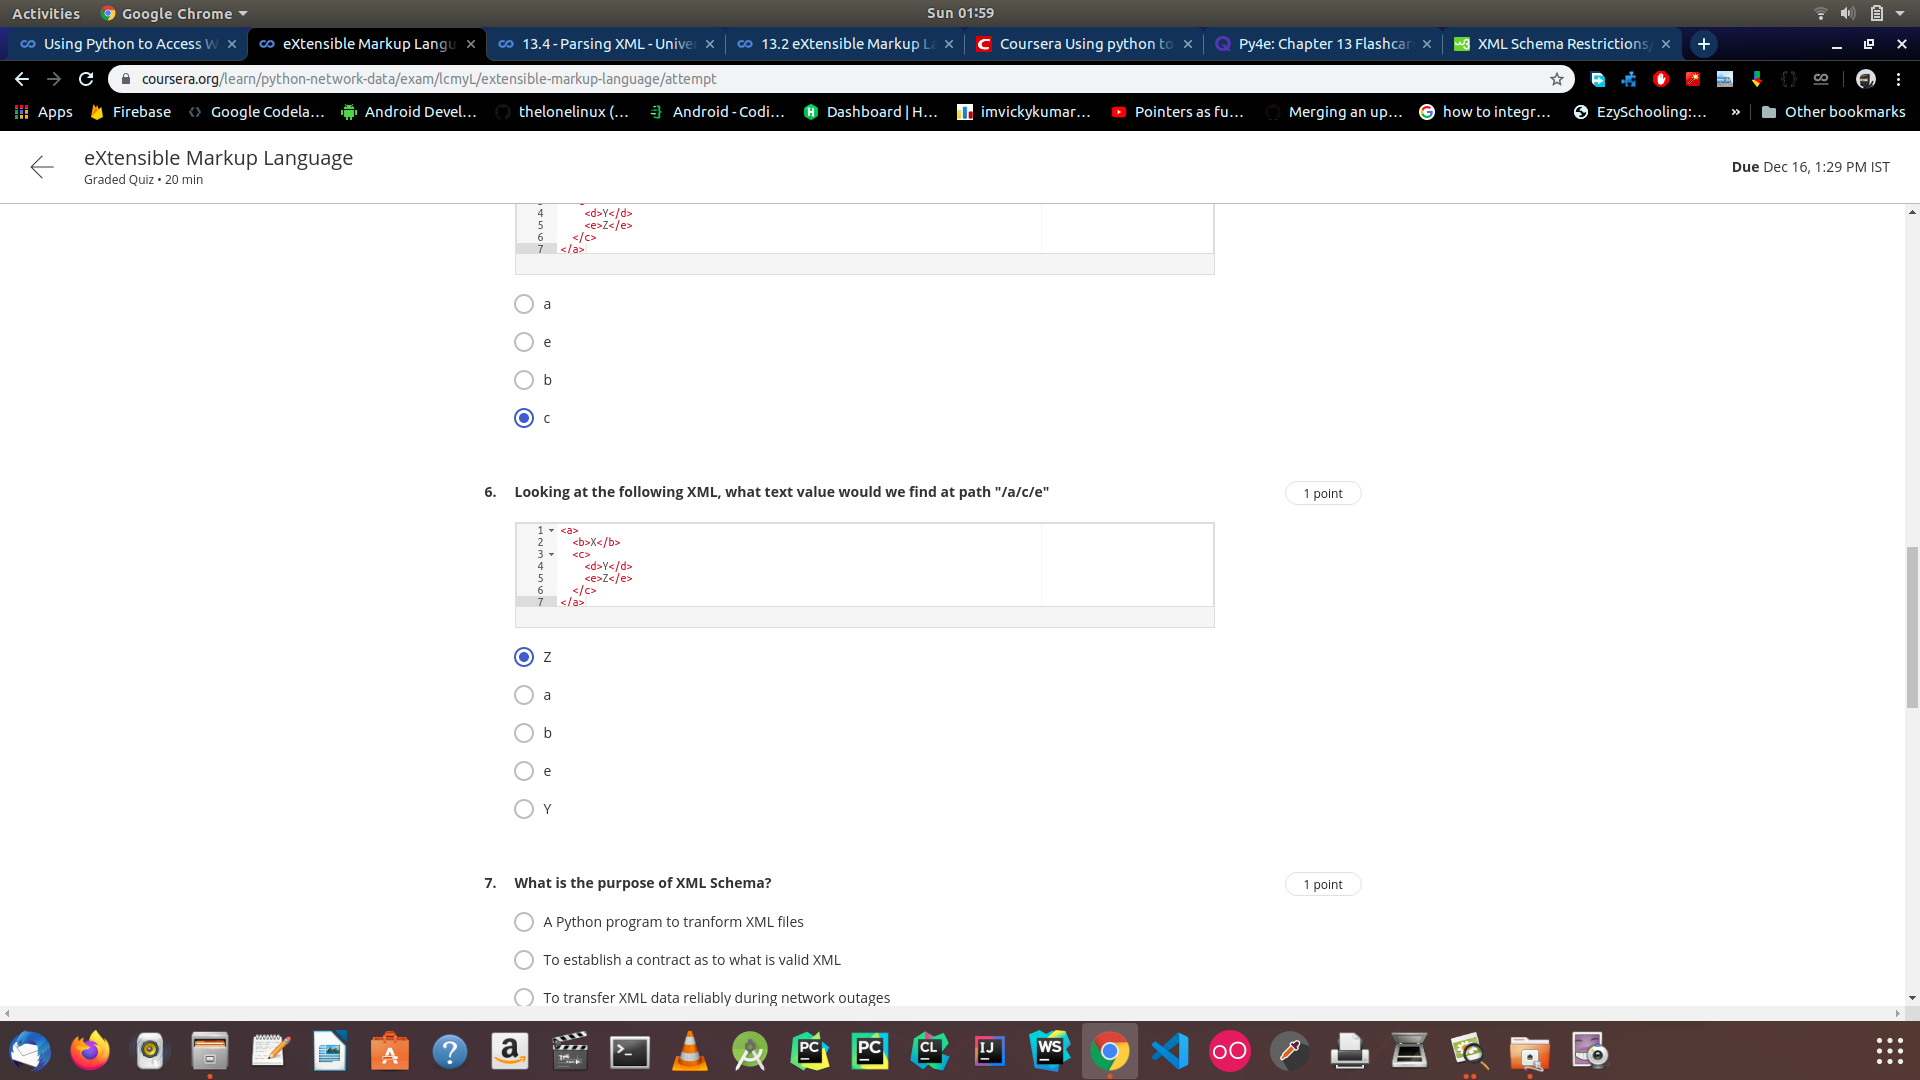 Activities Google Chrome Sun 01:59
Using Python to Access W eXtensible Markup Langu 13.4 - Parsing XML - Unive 13.2 eXtensible Markup La Coursera Using python to Py4e: Chapter 13 Flashcar XML Schema Restrictions
coursera.org/learn/python-network-data/exam/lcmyL/extensible-markup-language/attempt
Apps Firebase Google Codela... Android Devel... thelonelinux (... Android - Codi... Dashboard | H... imvickykumar... Pointers as fu... Merging an up... how to integr... EzySchooling:... » Other bookmarks
eXtensible Markup Language
Graded Quiz • 20 min
Due Dec 16, 1:29 PM IST
4 <d>Y</d>
5 <e>Z</e>
6 </c>
7 </a>
a
e
b
c
6. Looking at the following XML, what text value would we find at path "/a/c/e"
1 point
1 <a>
2 <b>X</b>
3 <c>
4 <d>Y</d>
5 <e>Z</e>
6 </c>
7 </a>
Z
a
b
e
Y
7. What is the purpose of XML Schema?
1 point
A Python program to tranform XML files
To establish a contract as to what is valid XML
To transfer XML data reliably during network outages
PC PC CL IJ WS